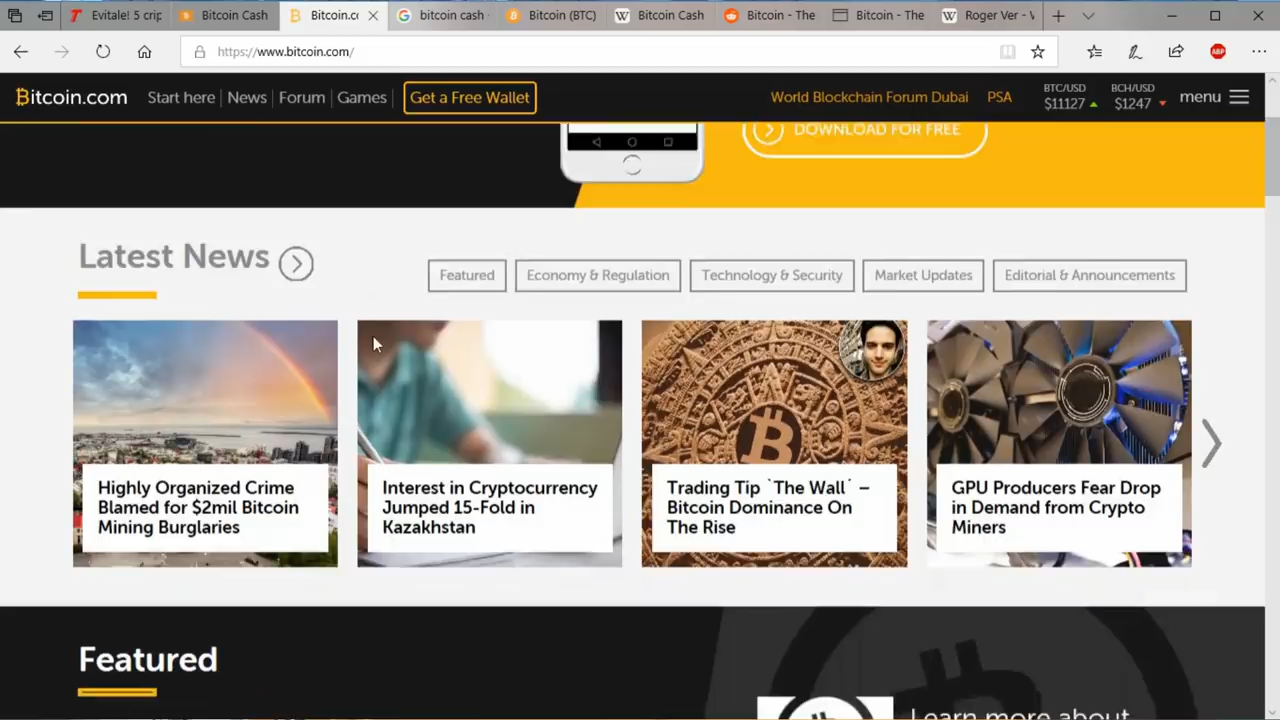 Evitale! 5 crip
Bitcoin Cash
Bitcoin.co
bitcoin cash
Bitcoin (BTC)
Bitcoin Cash
Bitcoin - The
Bitcoin - The
Roger Ver - W
https://www.bitcoin.com/
ABP
Bitcoin.com
Start here
News
Forum
Games
Get a Free Wallet
World Blockchain Forum Dubai
PSA
BTC/USD
$11127
BCH/USD
$1247
menu
DOWNLOAD FOR FREE
Latest News
Featured
Economy & Regulation
Technology & Security
Market Updates
Editorial & Announcements
Highly Organized Crime
Blamed for $2mil Bitcoin
Mining Burglaries
Interest in Cryptocurrency
Jumped 15-Fold in
Kazakhstan
Trading Tip `The Wall´ –
Bitcoin Dominance On
The Rise
GPU Producers Fear Drop
in Demand from Crypto
Miners
Featured
Learn more about